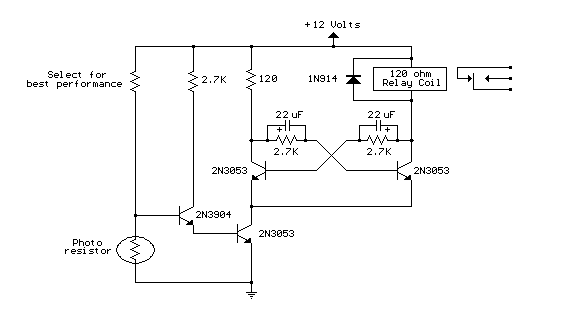 +12 Volts
Select for
best performance
2.7K
120
1N914
120 ohm
Relay Coil
22 uF
+
2.7K
22 uF
+
2.7K
2N3053
2N3053
2N3904
2N3053
Photo
resistor